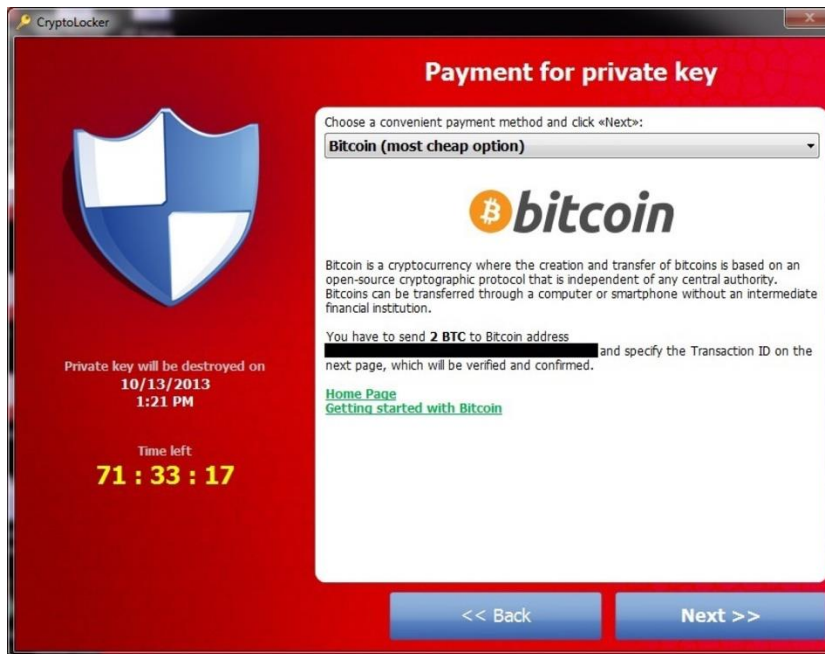 CryptoLocker
Payment for private key
Choose a convenient payment method and click «Next»:
Bitcoin (most cheap option)
bitcoin
Bitcoin is a cryptocurrency where the creation and transfer of bitcoins is based on an
open-source cryptographic protocol that is independent of any central authority.
Bitcoins can be transferred through a computer or smartphone without an intermediate
financial institution.
You have to send 2 BTC to Bitcoin address
and specify the Transaction ID on the
next page, which will be verified and confirmed.
Home Page
Getting started with Bitcoin
Private key will be destroyed on
10/13/2013
1:21 PM
Time left
71 : 33 : 17
<< Back
Next >>